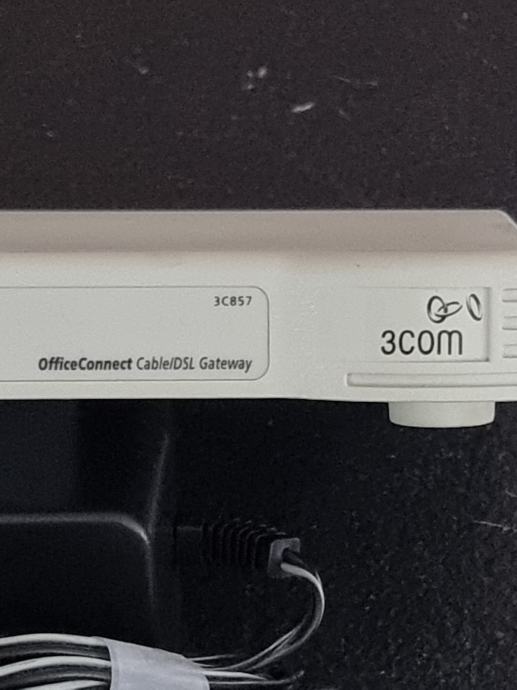 3C857
OfficeConnect Cable/DSL Gateway
3COM